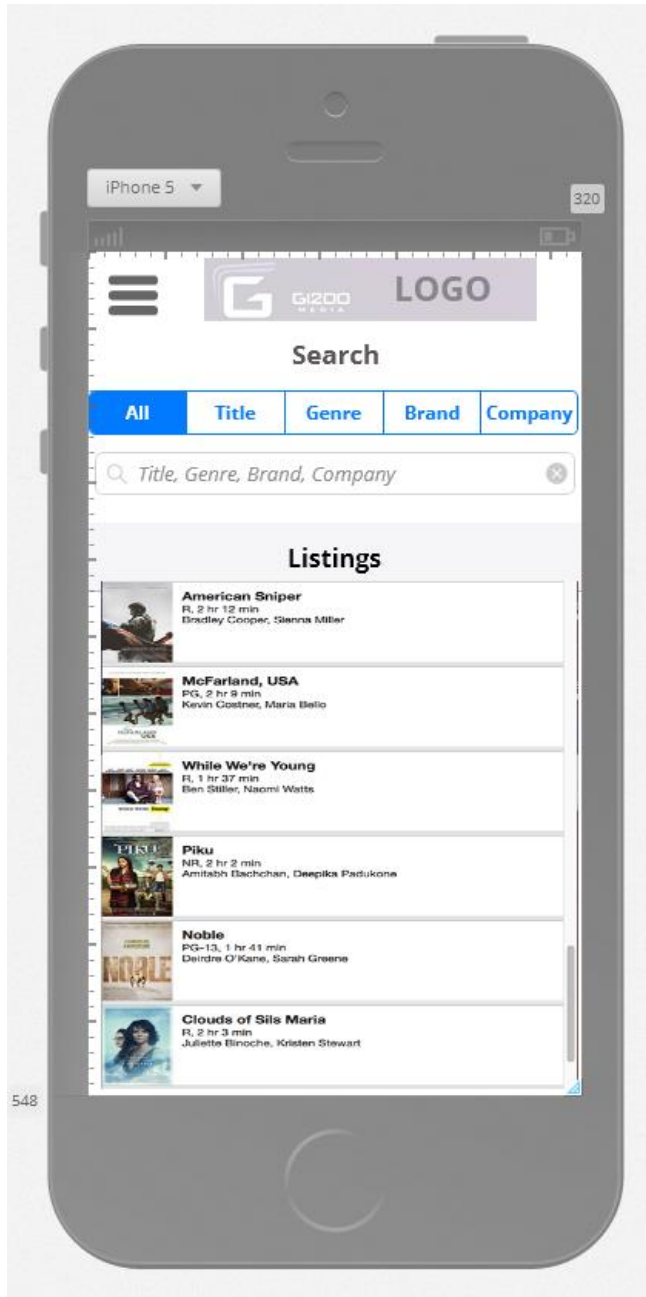 iPhone 5
320
GIZOO
MEDIA
LOGO
Search
All Title Genre Brand Company
Title, Genre, Brand, Company
Listings
American Sniper
R, 2 hr 12 min
Bradley Cooper, Sienna Miller
McFarland, USA
PG, 2 hr 9 min
Kevin Costner, Maria Bello
While We're Young
R, 1 hr 37 min
Ben Stiller, Naomi Watts
PIKU
Piku
NR, 2 hr 2 min
Amitabh Bachchan, Deepika Padukone
NOBLE
Noble
PG-13, 1 hr 41 min
Deirdre O'Kane, Sarah Greene
Clouds of Sils Maria
R, 2 hr 3 min
Juliette Binoche, Kristen Stewart
548